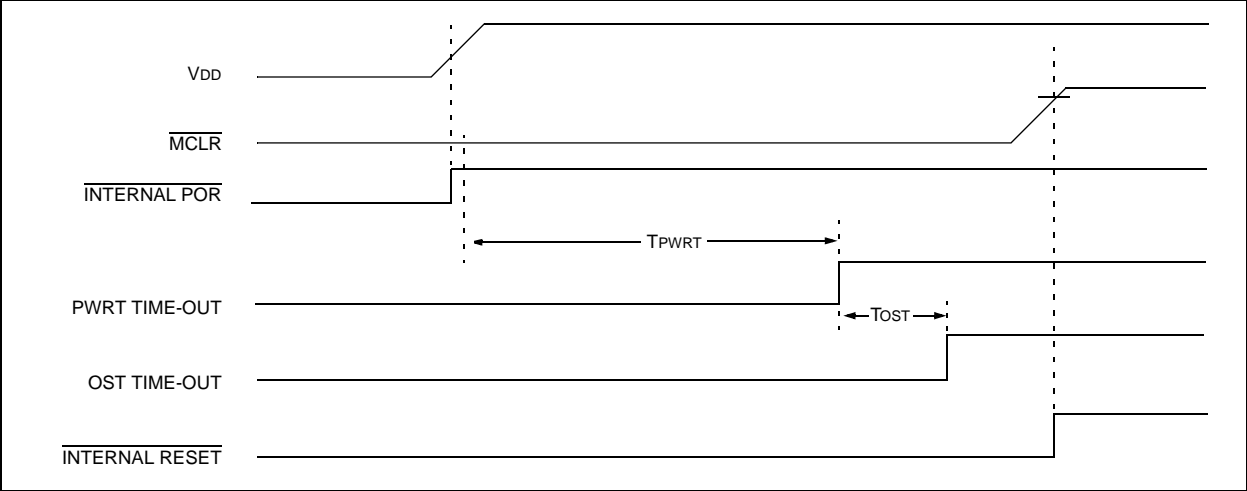 VDD
MCLR
INTERNAL POR
TPWRT
PWRT TIME-OUT
TOST
OST TIME-OUT
INTERNAL RESET